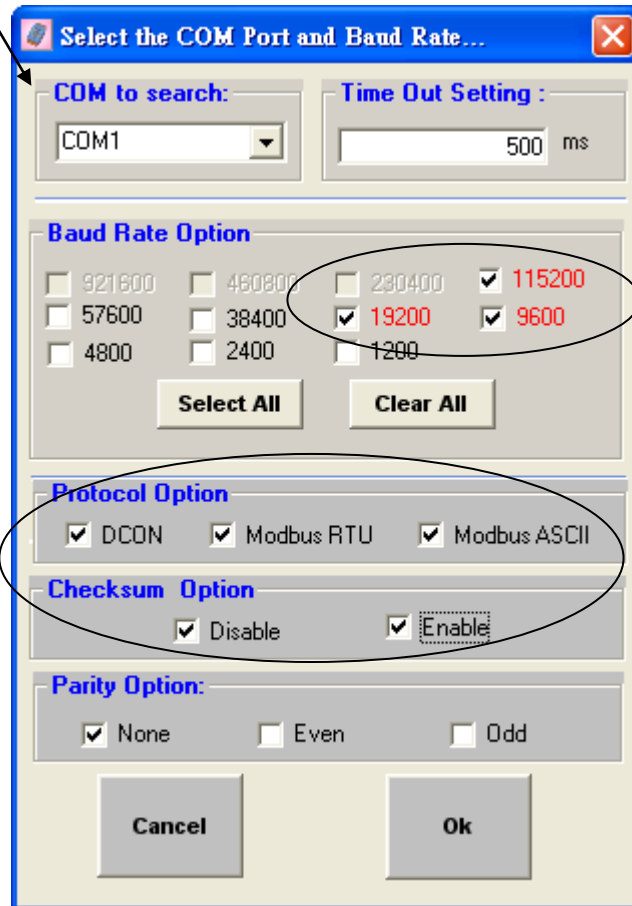 Select the COM Port and Baud Rate...
COM to search: Time Out Setting :
COM1 500 ms
Baud Rate Option
921600 460800 230400 115200
57600 38400 19200 9600
4800 2400 1200
Select All Clear All
Protocol Option
DCON Modbus RTU Modbus ASCII
Checksum Option
Disable Enable
Parity Option:
None Even Odd
Cancel Ok